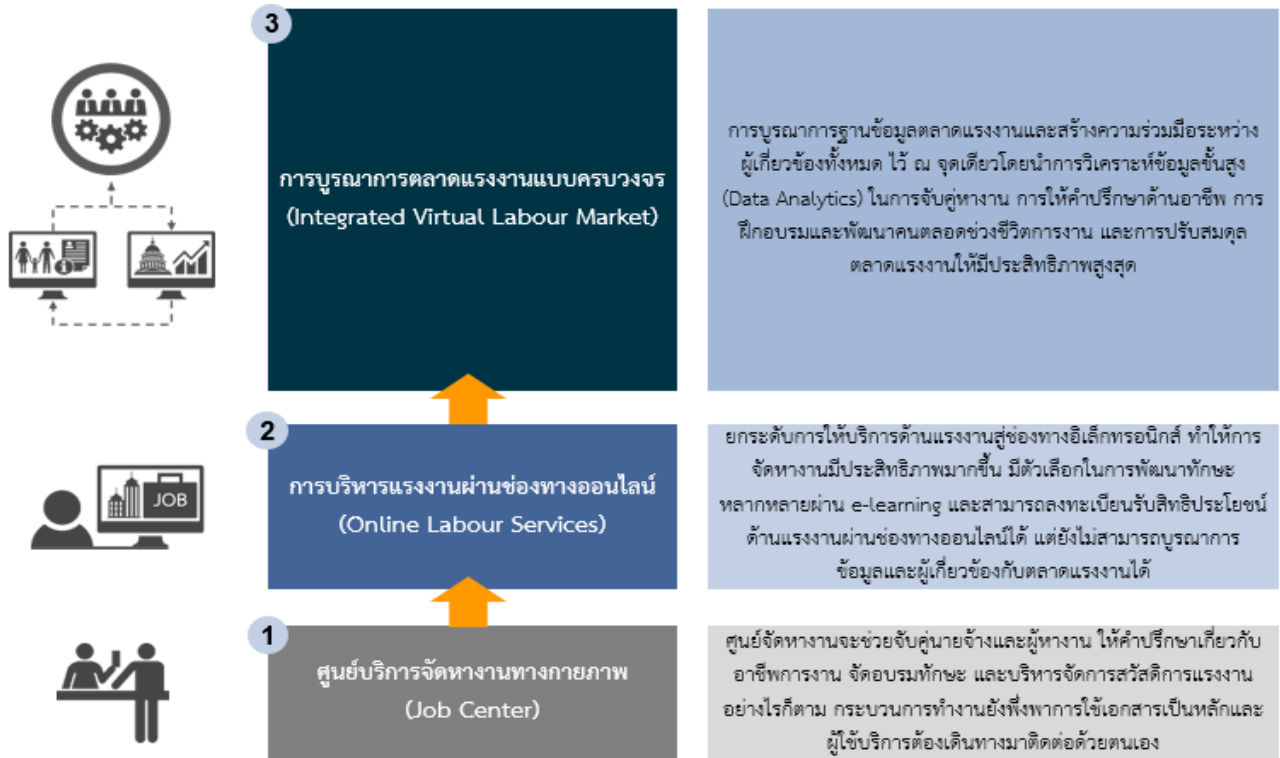 3
การบูรณาการตลาดแรงงานแบบครบวงจร
(Integrated Virtual Labour Market)
การบูรณาการฐานข้อมูลตลาดแรงงานและสร้างความร่วมมือระหว่าง
ผู้เกี่ยวข้องทั้งหมด ไว้ ณ จุดเดียวโดยนำการวิเคราะห์ข้อมูลขั้นสูง
(Data Analytics) ในการจับคู่หางาน การให้คำปรึกษาด้านอาชีพ การ
ฝึกอบรมและพัฒนาคนตลอดช่วงชีวิตการงาน และการปรับสมดุล
ตลาดแรงงานให้มีประสิทธิภาพสูงสุด
2
JOB
การบริหารแรงงานผ่านช่องทางออนไลน์
(Online Labour Services)
ยกระดับการให้บริการด้านแรงงานสู่ช่องทางอิเล็กทรอนิกส์ ทำให้การ
จัดหางานมีประสิทธิภาพมากขึ้น มีตัวเลือกในการพัฒนาทักษะ
หลากหลายผ่าน e-learning และสามารถลงทะเบียนรับสิทธิประโยชน์
ด้านแรงงานผ่านช่องทางออนไลน์ได้ แต่ยังไม่สามารถบูรณาการ
ข้อมูลและผู้เกี่ยวข้องกับตลาดแรงงานได้
1
ศูนย์บริการจัดหางานทางกายภาพ
(Job Center)
ศูนย์จัดหางานจะช่วยจับคู่นายจ้างและผู้หางาน ให้คำปรึกษาเกี่ยวกับ
อาชีพการงาน จัดอบรมทักษะ และบริหารจัดการสวัสดิการแรงงาน
อย่างไรก็ตาม กระบวนการทำงานยังพึ่งพาการใช้เอกสารเป็นหลักและ
ผู้ใช้บริการต้องเดินทางมาติดต่อด้วยตนเอง